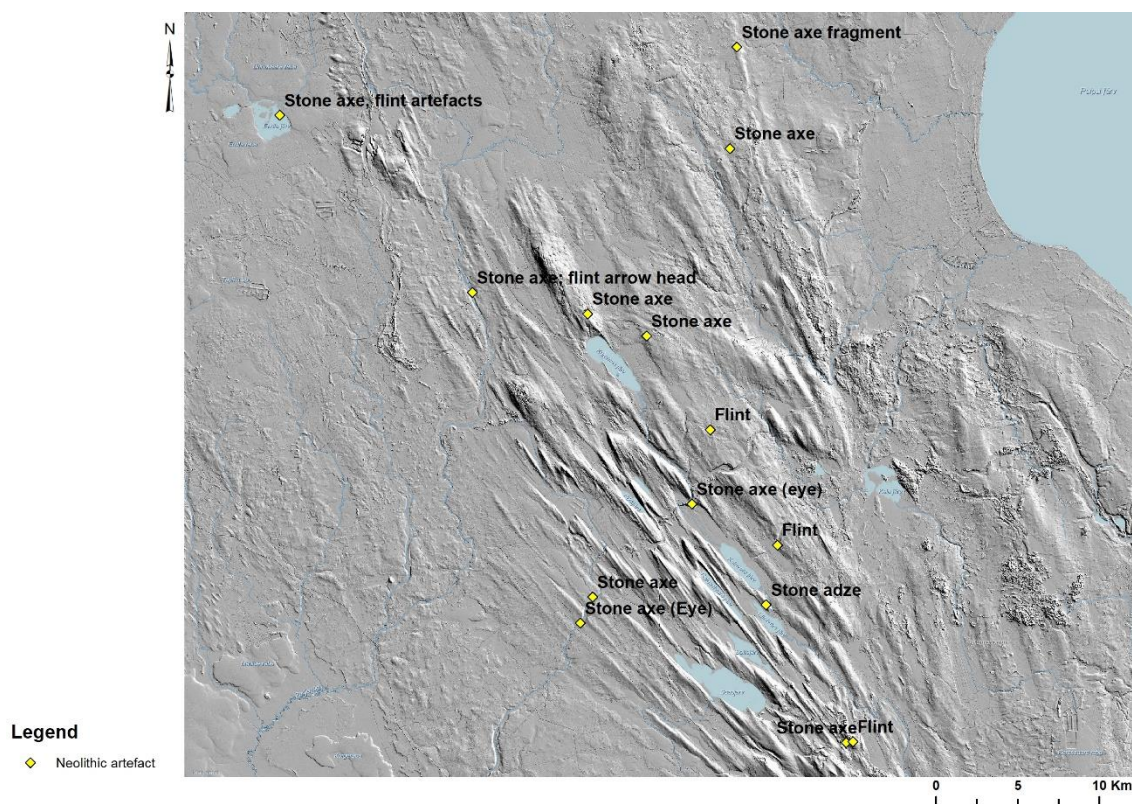 N
Stone axe fragment
Stone axe, flint artefacts
Stone axe
Stone axe; flint arrow head
Stone axe
Stone axe
Flint
Stone axe (eye)
Flint
Stone axe
Stone adze
Stone axe (Eye)
Stone axe Flint
Legend
Neolithic artefact
0 5 10 Km